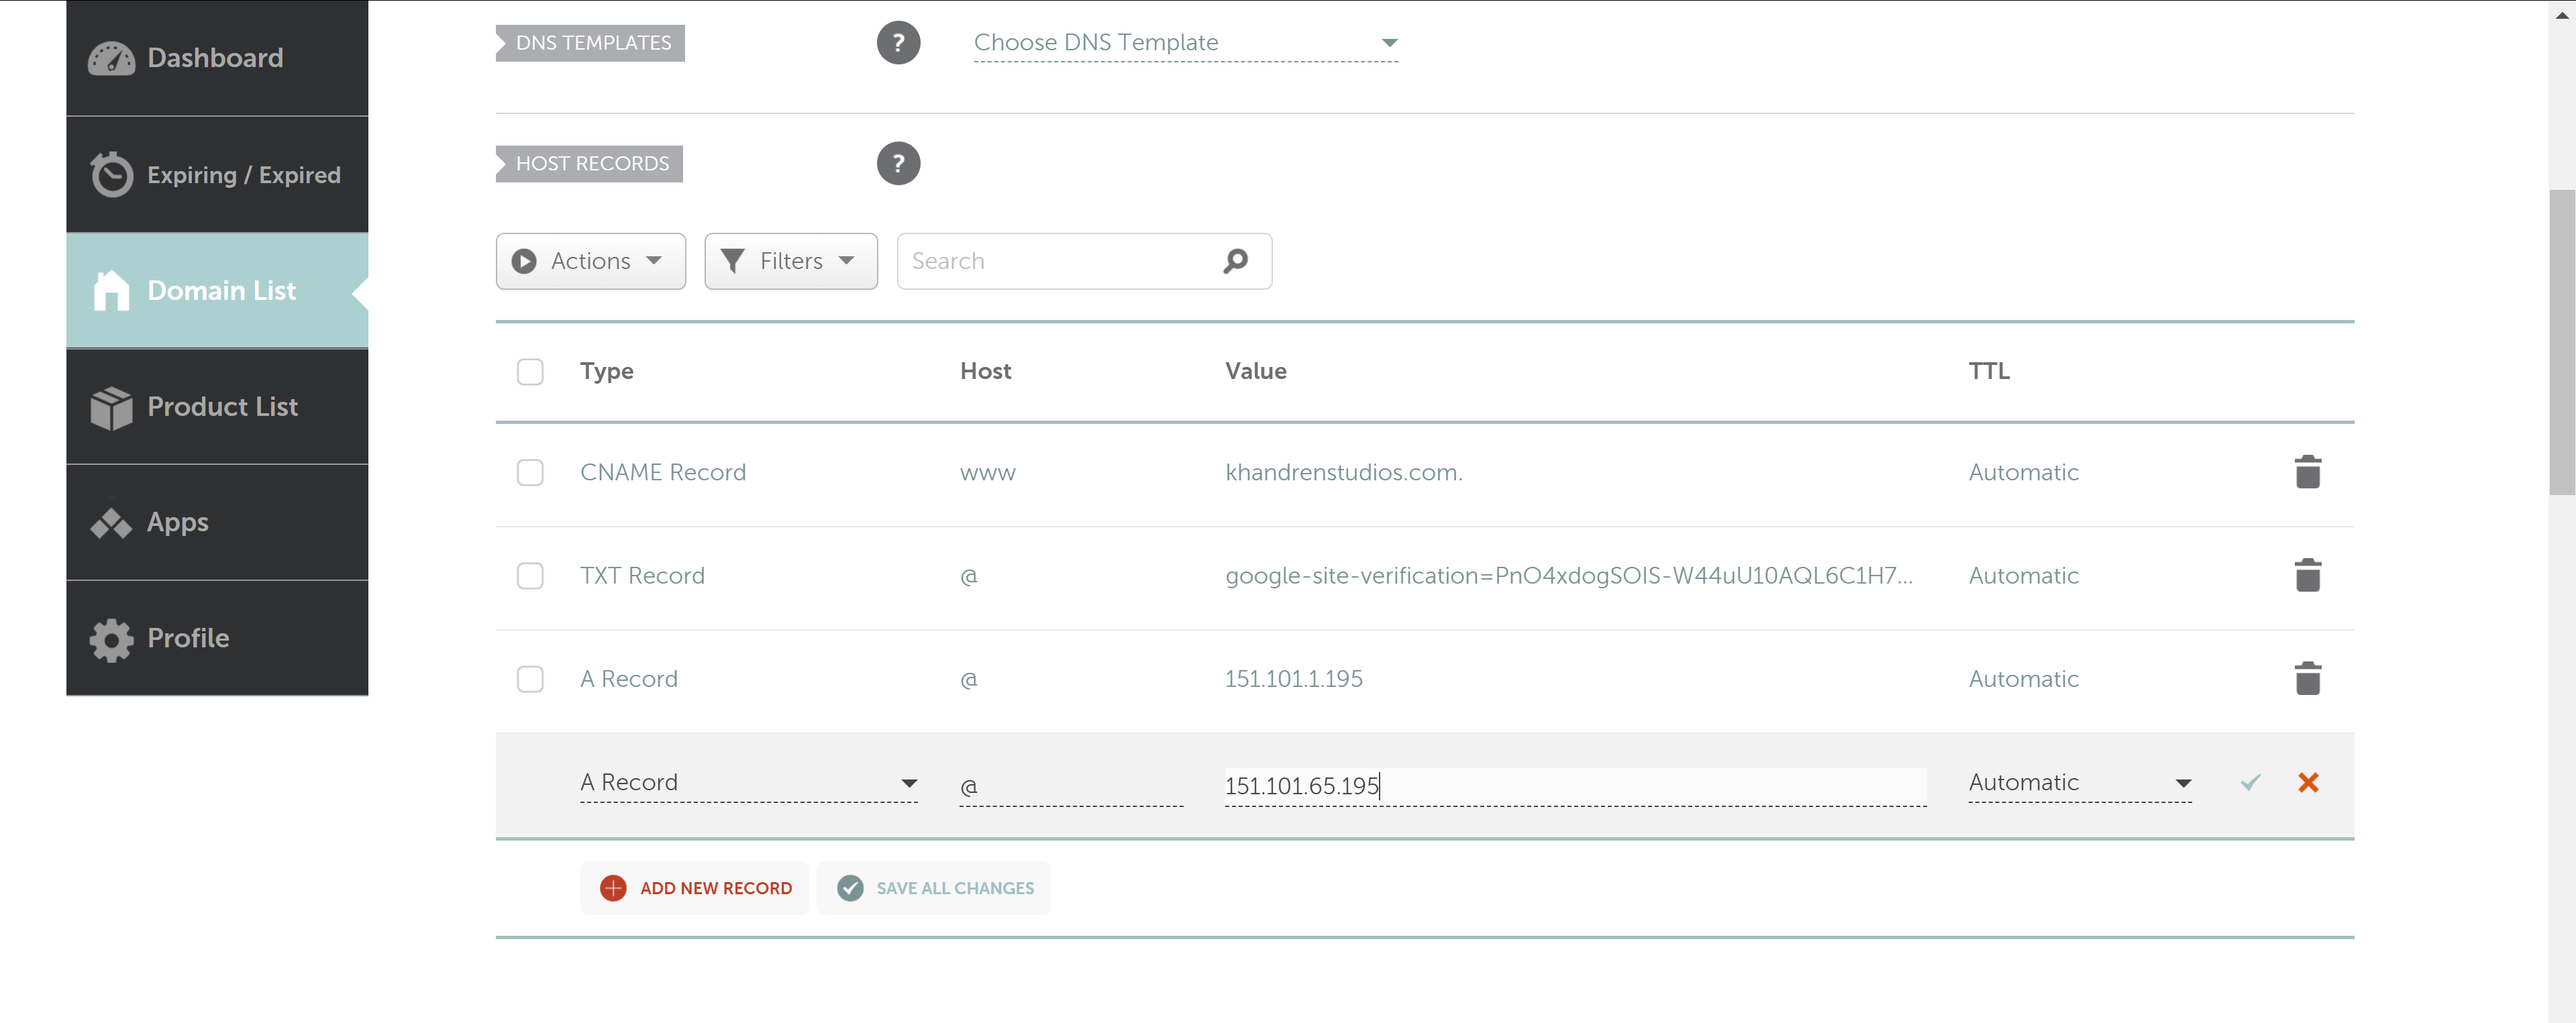 Dashboard
Expiring / Expired
Domain List
Product List
Apps
Profile
DNS TEMPLATES ? Choose DNS Template
HOST RECORDS ?
Actions Filters Search
Type Host Value TTL
CNAME Record www khandrenstudios.com. Automatic
TXT Record @ google-site-verification=PnO4xdogSOIS-W44uU10AQL6C1H7... Automatic
A Record @ 151.101.1.195 Automatic
A Record @ 151.101.65.195 Automatic
ADD NEW RECORD SAVE ALL CHANGES